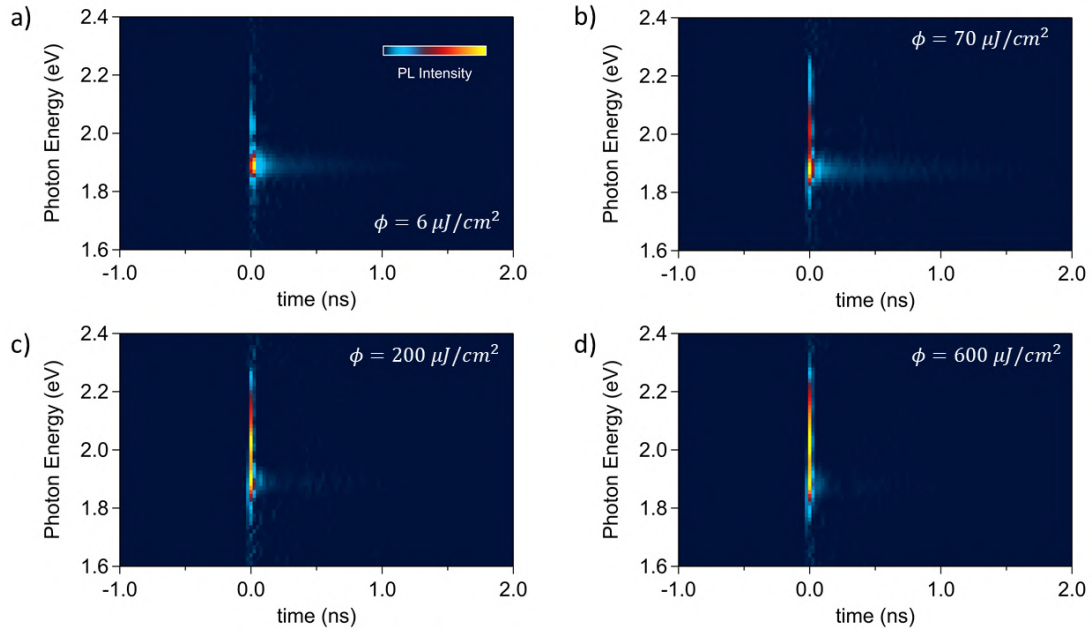 a)
2.4
2.2
2.0
1.8
1.6
Photon Energy (eV)
PL Intensity
ϕ = 6 μJ/cm²
-1.0
0.0
1.0
2.0
time (ns)
b)
2.4
2.2
2.0
1.8
1.6
Photon Energy (eV)
ϕ = 70 μJ/cm²
-1.0
0.0
1.0
2.0
time (ns)
c)
2.4
2.2
2.0
1.8
1.6
Photon Energy (eV)
ϕ = 200 μJ/cm²
-1.0
0.0
1.0
2.0
time (ns)
d)
2.4
2.2
2.0
1.8
1.6
Photon Energy (eV)
ϕ = 600 μJ/cm²
-1.0
0.0
1.0
2.0
time (ns)